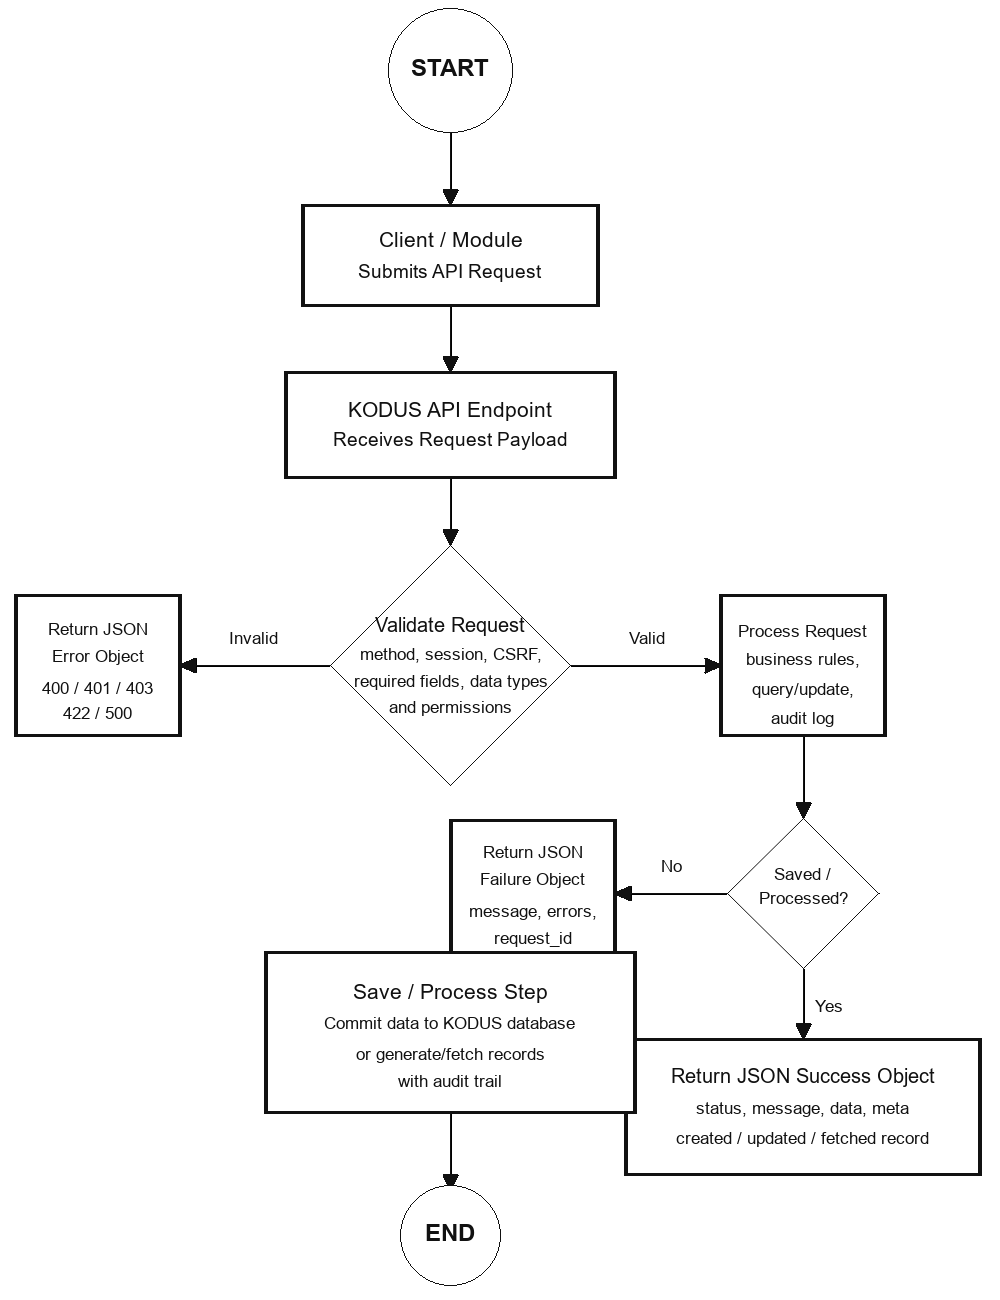 START
Client / Module
Submits API Request
KODUS API Endpoint
Receives Request Payload
Validate Request
method, session, CSRF,
required fields, data types
and permissions
Invalid
Return JSON
Error Object
400 / 401 / 403
422 / 500
Valid
Process Request
business rules,
query/update,
audit log
Saved /
Processed?
No
Return JSON
Failure Object
message, errors,
request_id
Yes
Save / Process Step
Commit data to KODUS database
or generate/fetch records
with audit trail
Return JSON Success Object
status, message, data, meta
created / updated / fetched record
END